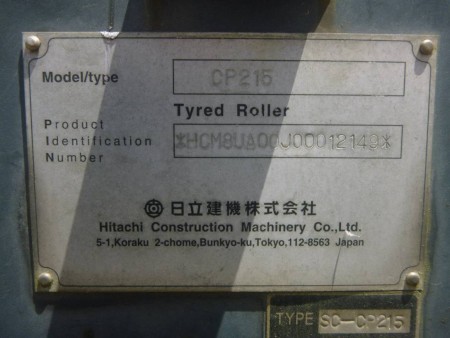 Model/type CP215
Tyred Roller
Product
Identification *HCM8UA00J00012149*
Number
日立建機株式会社
Hitachi Construction Machinery Co.,Ltd.
5-1,Koraku 2-chome,Bunkyo-ku,Tokyo,112-8563 Japan
TYPE SC-CP215